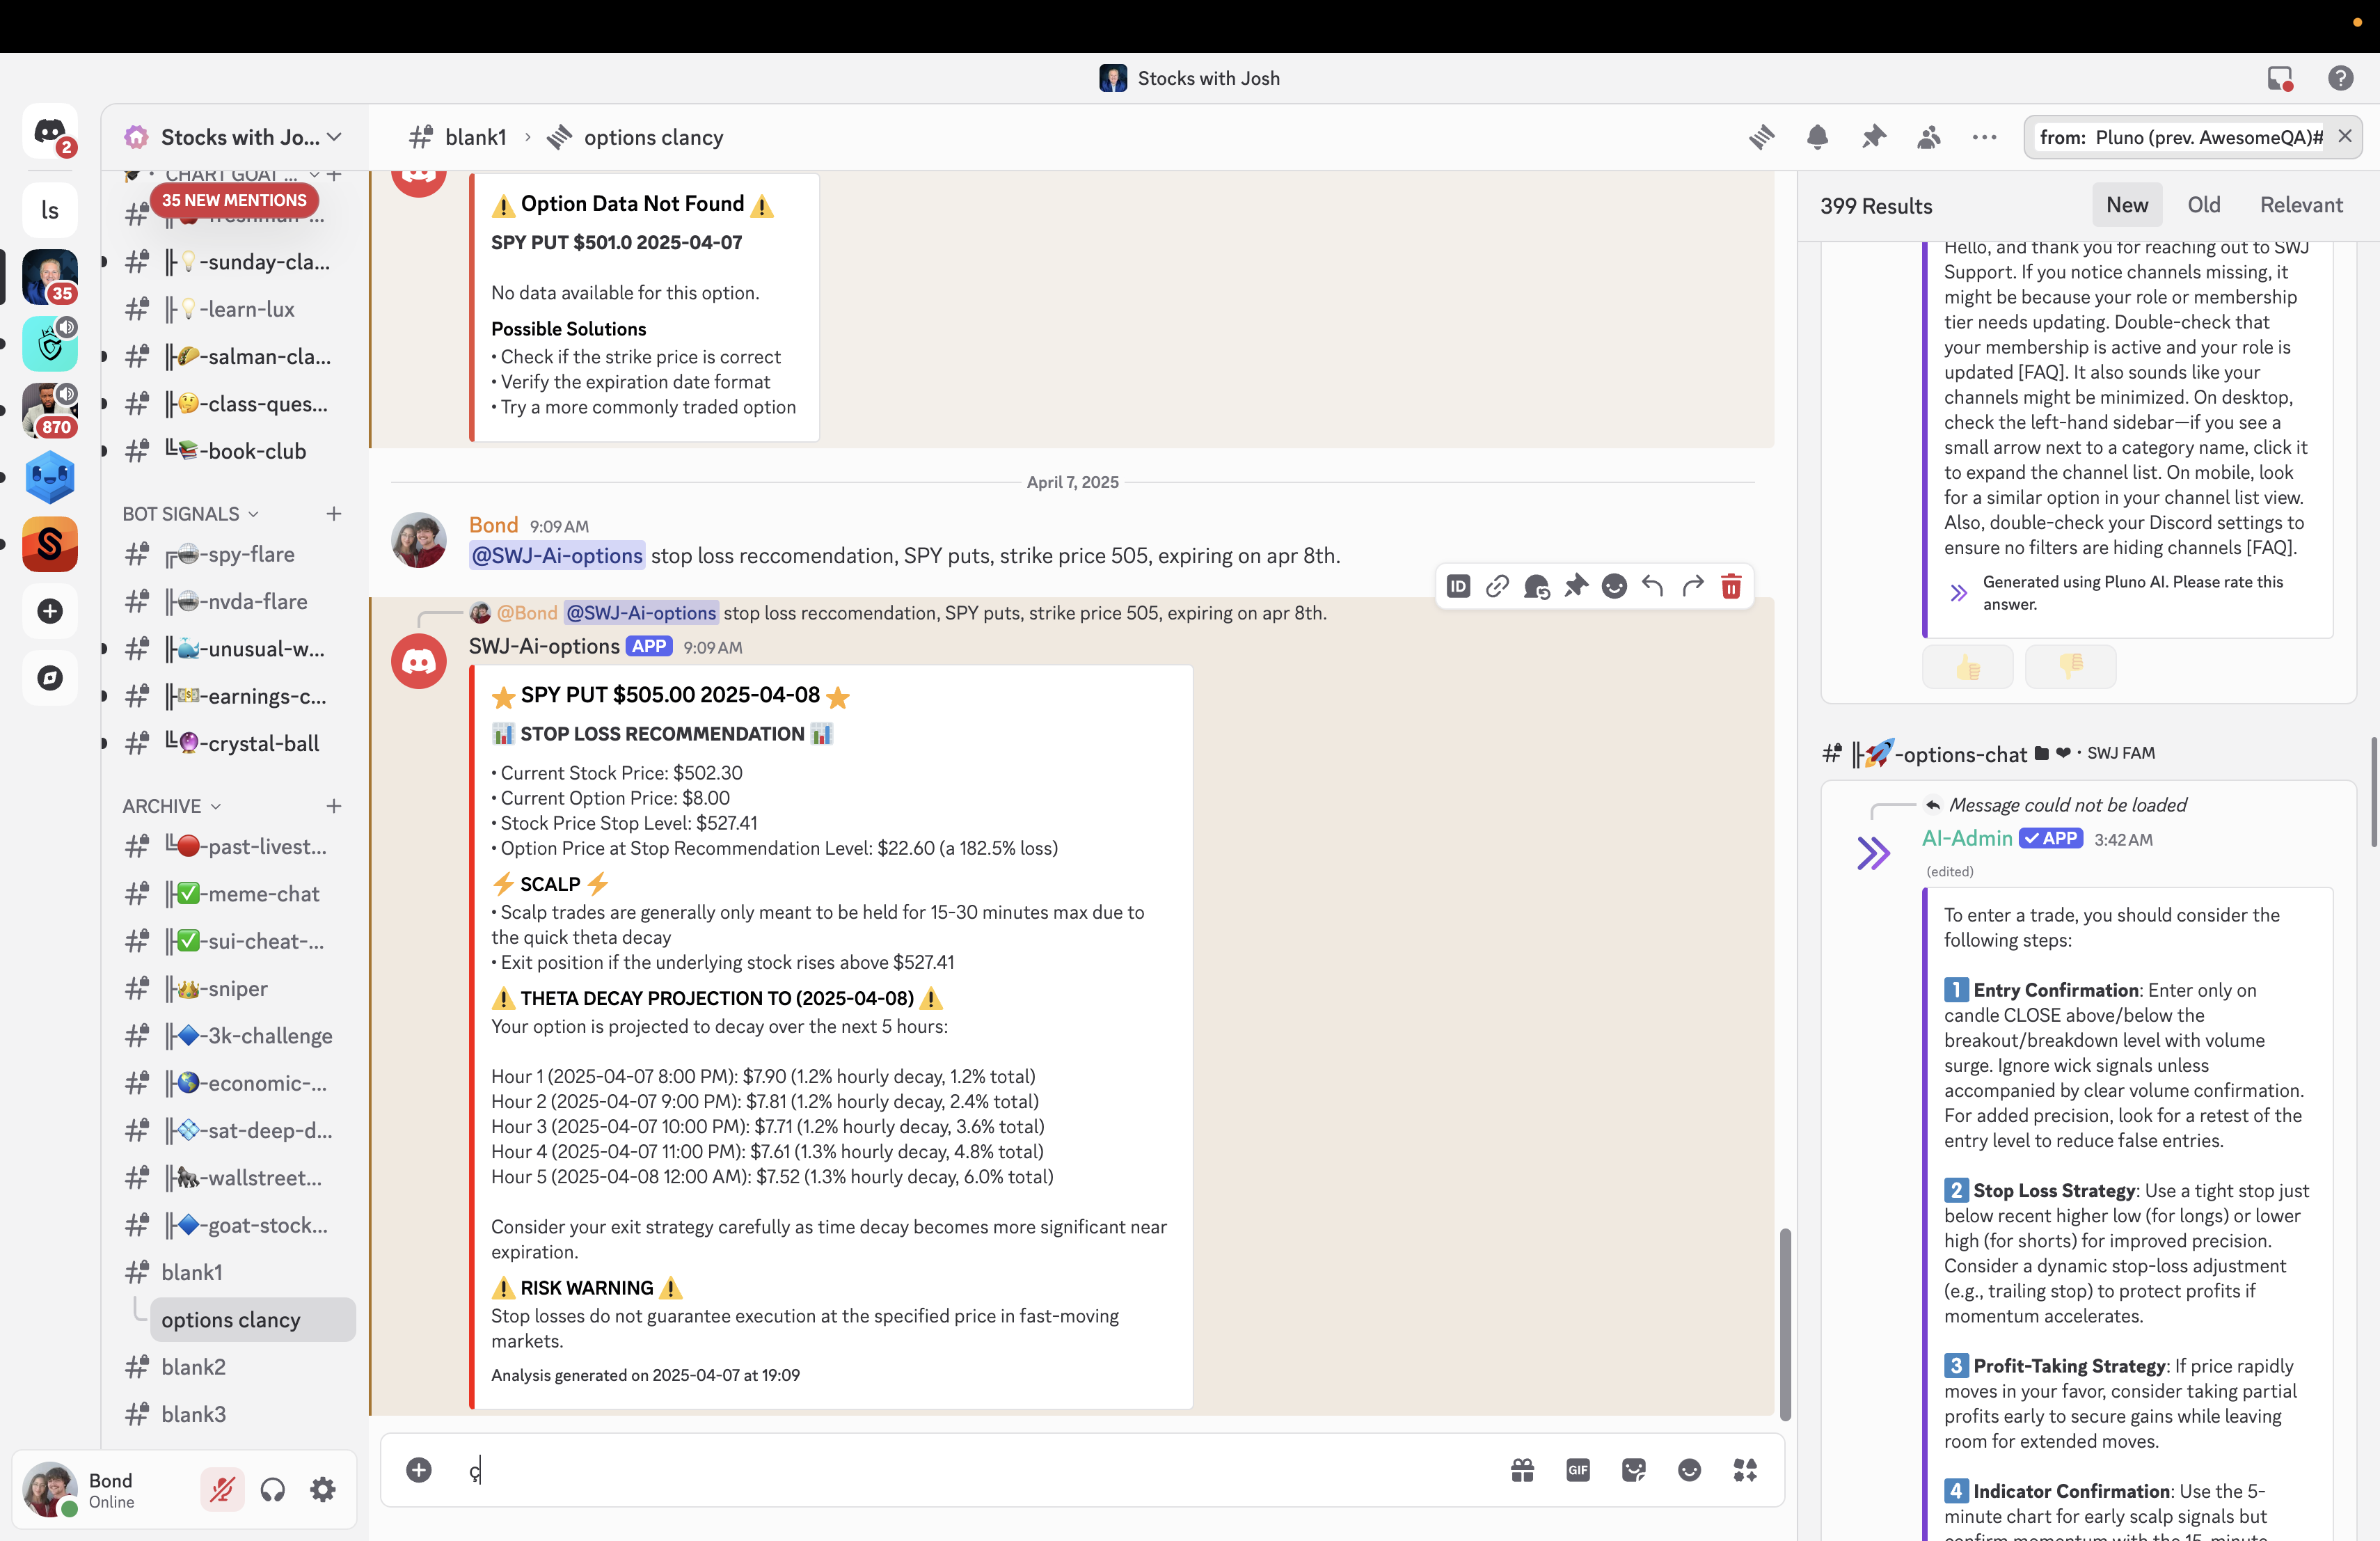 Stocks with Josh
2
ls
35
870
Stocks with Jo...
CHART GOAT ...
35 NEW MENTIONS
-sunday-cla...
-learn-lux
-salman-cla...
-class-ques...
-book-club
BOT SIGNALS
-spy-flare
-nvda-flare
-unusual-w...
-earnings-c...
-crystal-ball
ARCHIVE
-past-livest...
-meme-chat
-sui-cheat-...
-sniper
-3k-challenge
-economic-...
-sat-deep-d...
-wallstreet...
-goat-stock...
blank1
options clancy
blank2
blank3
Bond
Online
blank1 › options clancy
from: Pluno (prev. AwesomeQA)#
⚠️ Option Data Not Found ⚠️
SPY PUT $501.0 2025-04-07
No data available for this option.
Possible Solutions
• Check if the strike price is correct
• Verify the expiration date format
• Try a more commonly traded option
April 7, 2025
Bond 9:09 AM
@SWJ-Ai-options stop loss reccomendation, SPY puts, strike price 505, expiring on apr 8th.
ID
@Bond @SWJ-Ai-options stop loss reccomendation, SPY puts, strike price 505, expiring on apr 8th.
SWJ-Ai-options APP 9:09 AM
⭐ SPY PUT $505.00 2025-04-08 ⭐
📊 STOP LOSS RECOMMENDATION 📊
• Current Stock Price: $502.30
• Current Option Price: $8.00
• Stock Price Stop Level: $527.41
• Option Price at Stop Recommendation Level: $22.60 (a 182.5% loss)
⚡ SCALP ⚡
• Scalp trades are generally only meant to be held for 15-30 minutes max due to
the quick theta decay
• Exit position if the underlying stock rises above $527.41
⚠️ THETA DECAY PROJECTION TO (2025-04-08) ⚠️
Your option is projected to decay over the next 5 hours:
Hour 1 (2025-04-07 8:00 PM): $7.90 (1.2% hourly decay, 1.2% total)
Hour 2 (2025-04-07 9:00 PM): $7.81 (1.2% hourly decay, 2.4% total)
Hour 3 (2025-04-07 10:00 PM): $7.71 (1.2% hourly decay, 3.6% total)
Hour 4 (2025-04-07 11:00 PM): $7.61 (1.3% hourly decay, 4.8% total)
Hour 5 (2025-04-08 12:00 AM): $7.52 (1.3% hourly decay, 6.0% total)
Consider your exit strategy carefully as time decay becomes more significant near
expiration.
⚠️ RISK WARNING ⚠️
Stop losses do not guarantee execution at the specified price in fast-moving
markets.
Analysis generated on 2025-04-07 at 19:09
ç
GIF
399 Results
New
Old
Relevant
Hello, and thank you for reaching out to SWJ
Support. If you notice channels missing, it
might be because your role or membership
tier needs updating. Double-check that
your membership is active and your role is
updated [FAQ]. It also sounds like your
channels might be minimized. On desktop,
check the left-hand sidebar—if you see a
small arrow next to a category name, click it
to expand the channel list. On mobile, look
for a similar option in your channel list view.
Also, double-check your Discord settings to
ensure no filters are hiding channels [FAQ].
Generated using Pluno AI. Please rate this
answer.
-options-chat • SWJ FAM
Message could not be loaded
AI-Admin ✓ APP 3:42 AM
(edited)
To enter a trade, you should consider the
following steps:
1 Entry Confirmation: Enter only on
candle CLOSE above/below the
breakout/breakdown level with volume
surge. Ignore wick signals unless
accompanied by clear volume confirmation.
For added precision, look for a retest of the
entry level to reduce false entries.
2 Stop Loss Strategy: Use a tight stop just
below recent higher low (for longs) or lower
high (for shorts) for improved precision.
Consider a dynamic stop-loss adjustment
(e.g., trailing stop) to protect profits if
momentum accelerates.
3 Profit-Taking Strategy: If price rapidly
moves in your favor, consider taking partial
profits early to secure gains while leaving
room for extended moves.
4 Indicator Confirmation: Use the 5-
minute chart for early scalp signals but